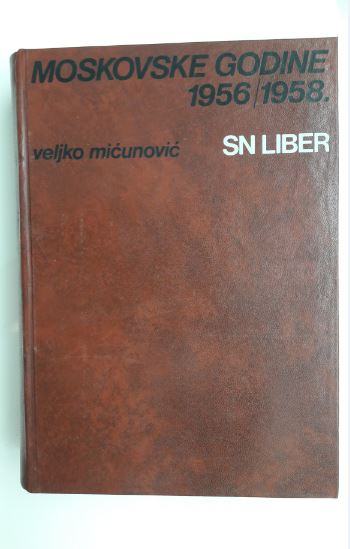 MOSKOVSKE GODINE
1956/1958.
veljko mićunović
SN LIBER